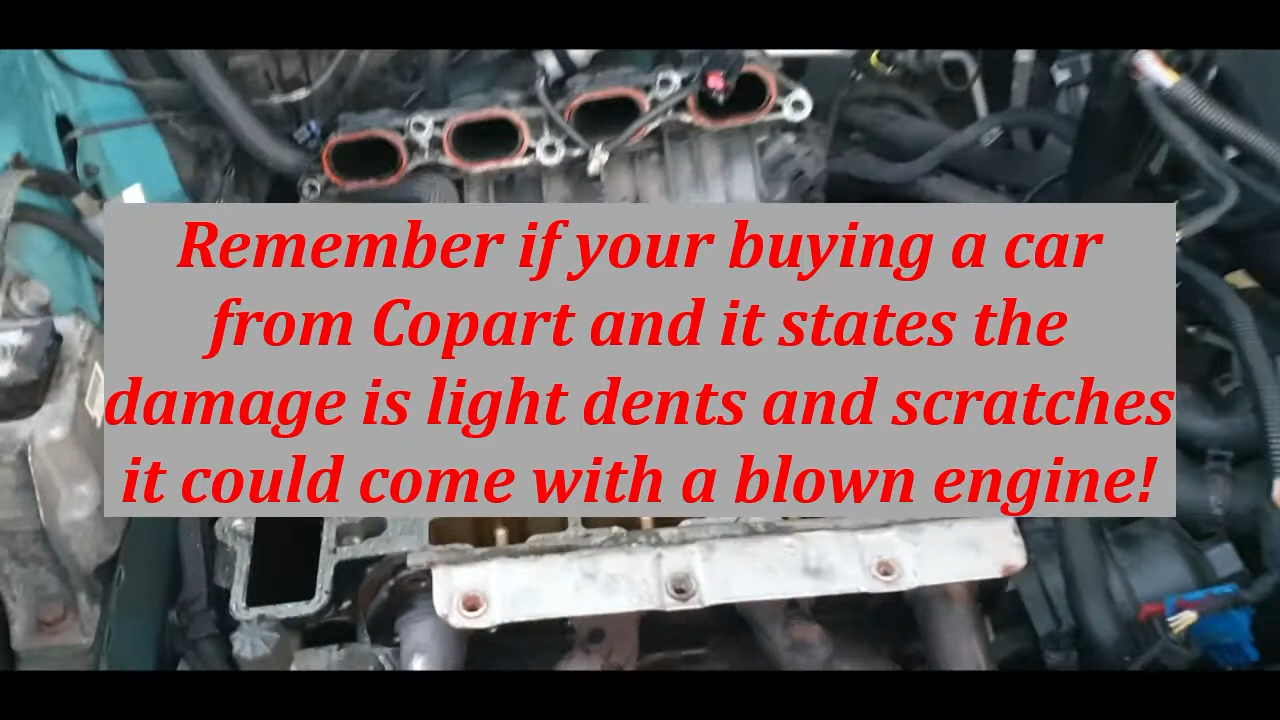 Remember if your buying a car
from Copart and it states the
damage is light dents and scratches
it could come with a blown engine!